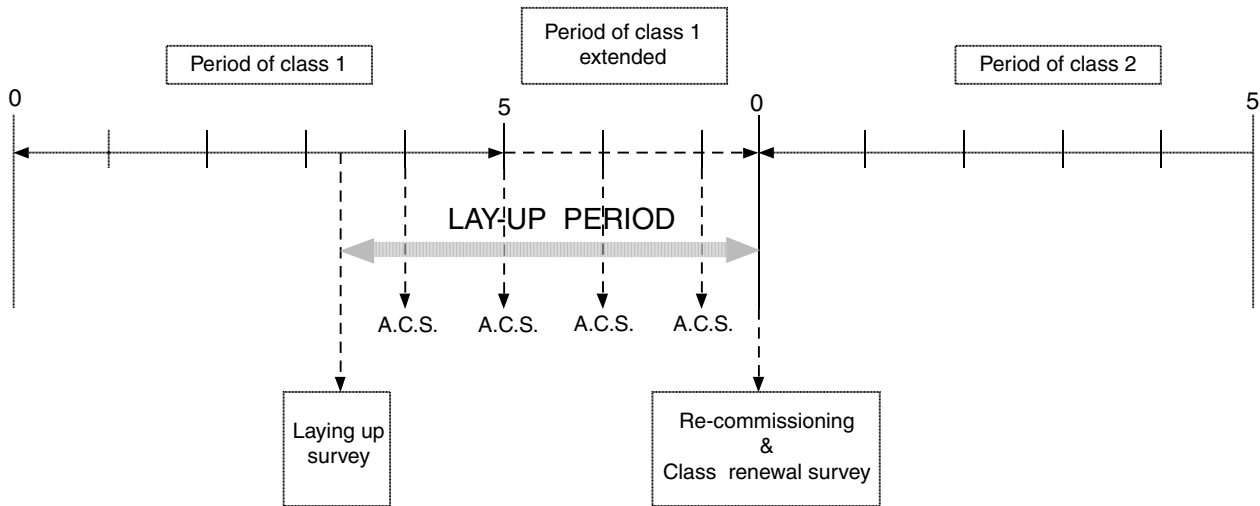 Period of class 1
Period of class 1
extended
Period of class 2
0
5
0
5
LAY-UP PERIOD
A.C.S.
A.C.S.
A.C.S.
A.C.S.
Laying up
survey
Re-commissioning
&
Class renewal survey